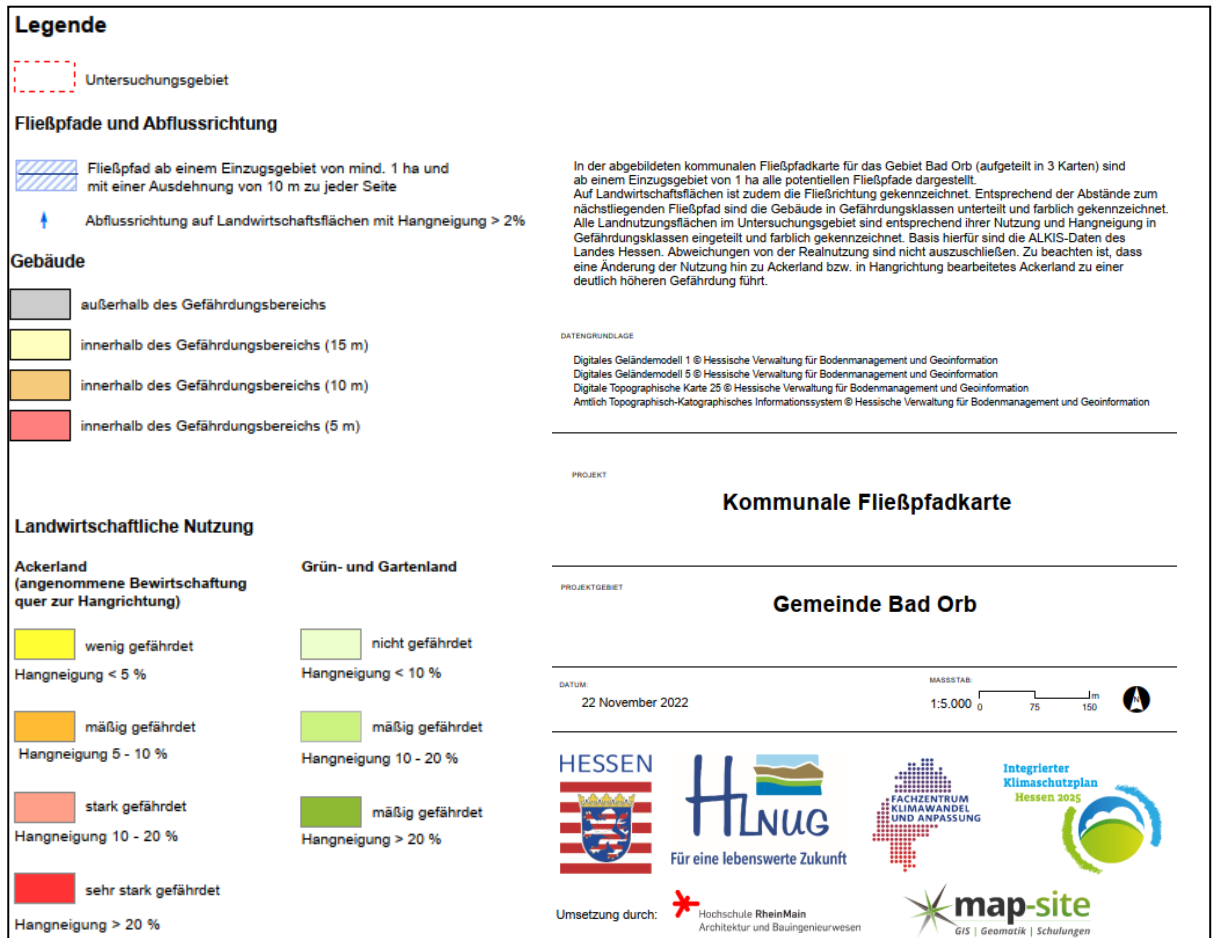 Legende
Untersuchungsgebiet
Fließpfade und Abflussrichtung
Fließpfad ab einem Einzugsgebiet von mind. 1 ha und
mit einer Ausdehnung von 10 m zu jeder Seite
Abflussrichtung auf Landwirtschaftsflächen mit Hangneigung > 2%
Gebäude
außerhalb des Gefährdungsbereichs
innerhalb des Gefährdungsbereichs (15 m)
innerhalb des Gefährdungsbereichs (10 m)
innerhalb des Gefährdungsbereichs (5 m)
Landwirtschaftliche Nutzung
Ackerland
(angenommene Bewirtschaftung
quer zur Hangrichtung)
wenig gefährdet
Hangneigung < 5 %
mäßig gefährdet
Hangneigung 5 - 10 %
stark gefährdet
Hangneigung 10 - 20 %
sehr stark gefährdet
Hangneigung > 20 %
Grün- und Gartenland
nicht gefährdet
Hangneigung < 10 %
mäßig gefährdet
Hangneigung 10 - 20 %
mäßig gefährdet
Hangneigung > 20 %
In der abgebildeten kommunalen Fließpfadkarte für das Gebiet Bad Orb (aufgeteilt in 3 Karten) sind
ab einem Einzugsgebiet von 1 ha alle potentiellen Fließpfade dargestellt.
Auf Landwirtschaftsflächen ist zudem die Fließrichtung gekennzeichnet. Entsprechend der Abstände zum
nächstliegenden Fließpfad sind die Gebäude in Gefährdungsklassen unterteilt und farblich gekennzeichnet.
Alle Landnutzungsflächen im Untersuchungsgebiet sind entsprechend ihrer Nutzung und Hangneigung in
Gefährdungsklassen eingeteilt und farblich gekennzeichnet. Basis hierfür sind die ALKIS-Daten des
Landes Hessen. Abweichungen von der Realnutzung sind nicht auszuschließen. Zu beachten ist, dass
eine Änderung der Nutzung hin zu Ackerland bzw. in Hangrichtung bearbeitetes Ackerland zu einer
deutlich höheren Gefährdung führt.
DATENGRUNDLAGE
Digitales Geländemodell 1 © Hessische Verwaltung für Bodenmanagement und Geoinformation
Digitales Geländemodell 5 © Hessische Verwaltung für Bodenmanagement und Geoinformation
Digitale Topographische Karte 25 © Hessische Verwaltung für Bodenmanagement und Geoinformation
Amtlich Topographisch-Katographisches Informationssystem © Hessische Verwaltung für Bodenmanagement und Geoinformation
PROJEKT
Kommunale Fließpfadkarte
PROJEKTGEBIET
Gemeinde Bad Orb
DATUM:
22 November 2022
MASSSTAB:
1:5.000 0 75 150 m
N
HESSEN
HLNUG
Für eine lebenswerte Zukunft
FACHZENTRUM
KLIMAWANDEL
UND ANPASSUNG
Integrierter
Klimaschutzplan
Hessen 2025
Umsetzung durch:
Hochschule RheinMain
Architektur und Bauingenieurwesen
map-site
GIS | Geomatik | Schulungen